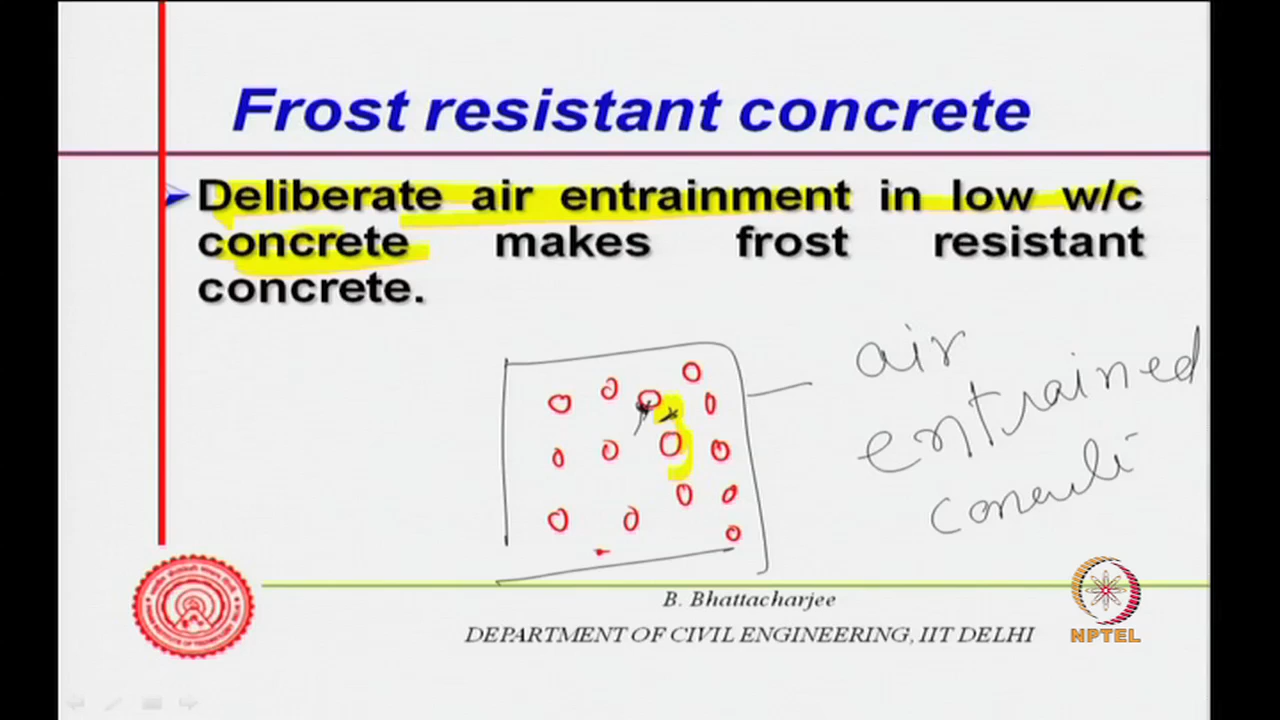 Frost resistant concrete
Deliberate air entrainment in low w/c
concrete makes frost resistant
concrete.
air
entrained
B. Bhattacharjee
DEPARTMENT OF CIVIL ENGINEERING, IIT DELHI
NPTEL